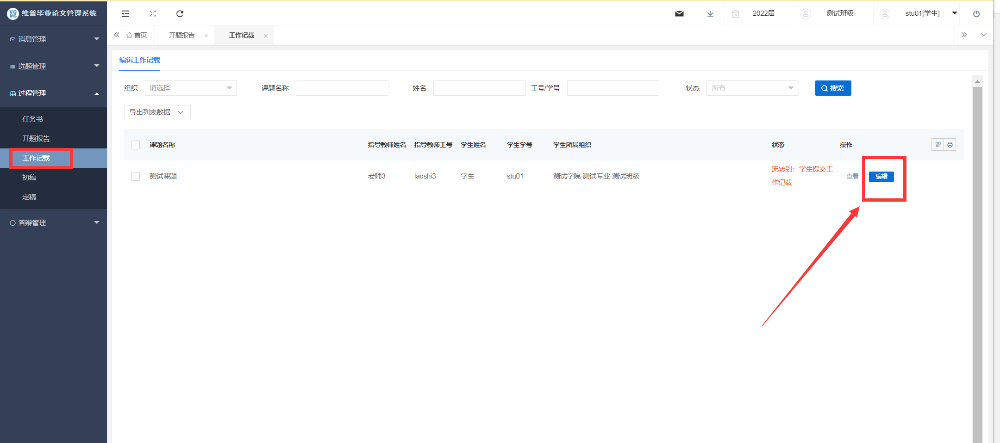 VG
MS
维普毕业论文管理系统
2022届
测试班级
stu01[学生]
消息管理
选题管理
过程管理
任务书
开题报告
工作记载
初稿
定稿
答辩管理
首页
开题报告
工作记载
编辑工作记载
组织
请选择
课题名称
姓名
工号/学号
状态
所有
搜索
导出列表数据
课题名称
指导教师姓名
指导教师工号
学生姓名
学生学号
学生所属组织
状态
操作
测试课题
老师3
laoshi3
学生
stu01
测试学院-测试专业-测试班级
流转到：学生提交工
作记载
查看
编辑